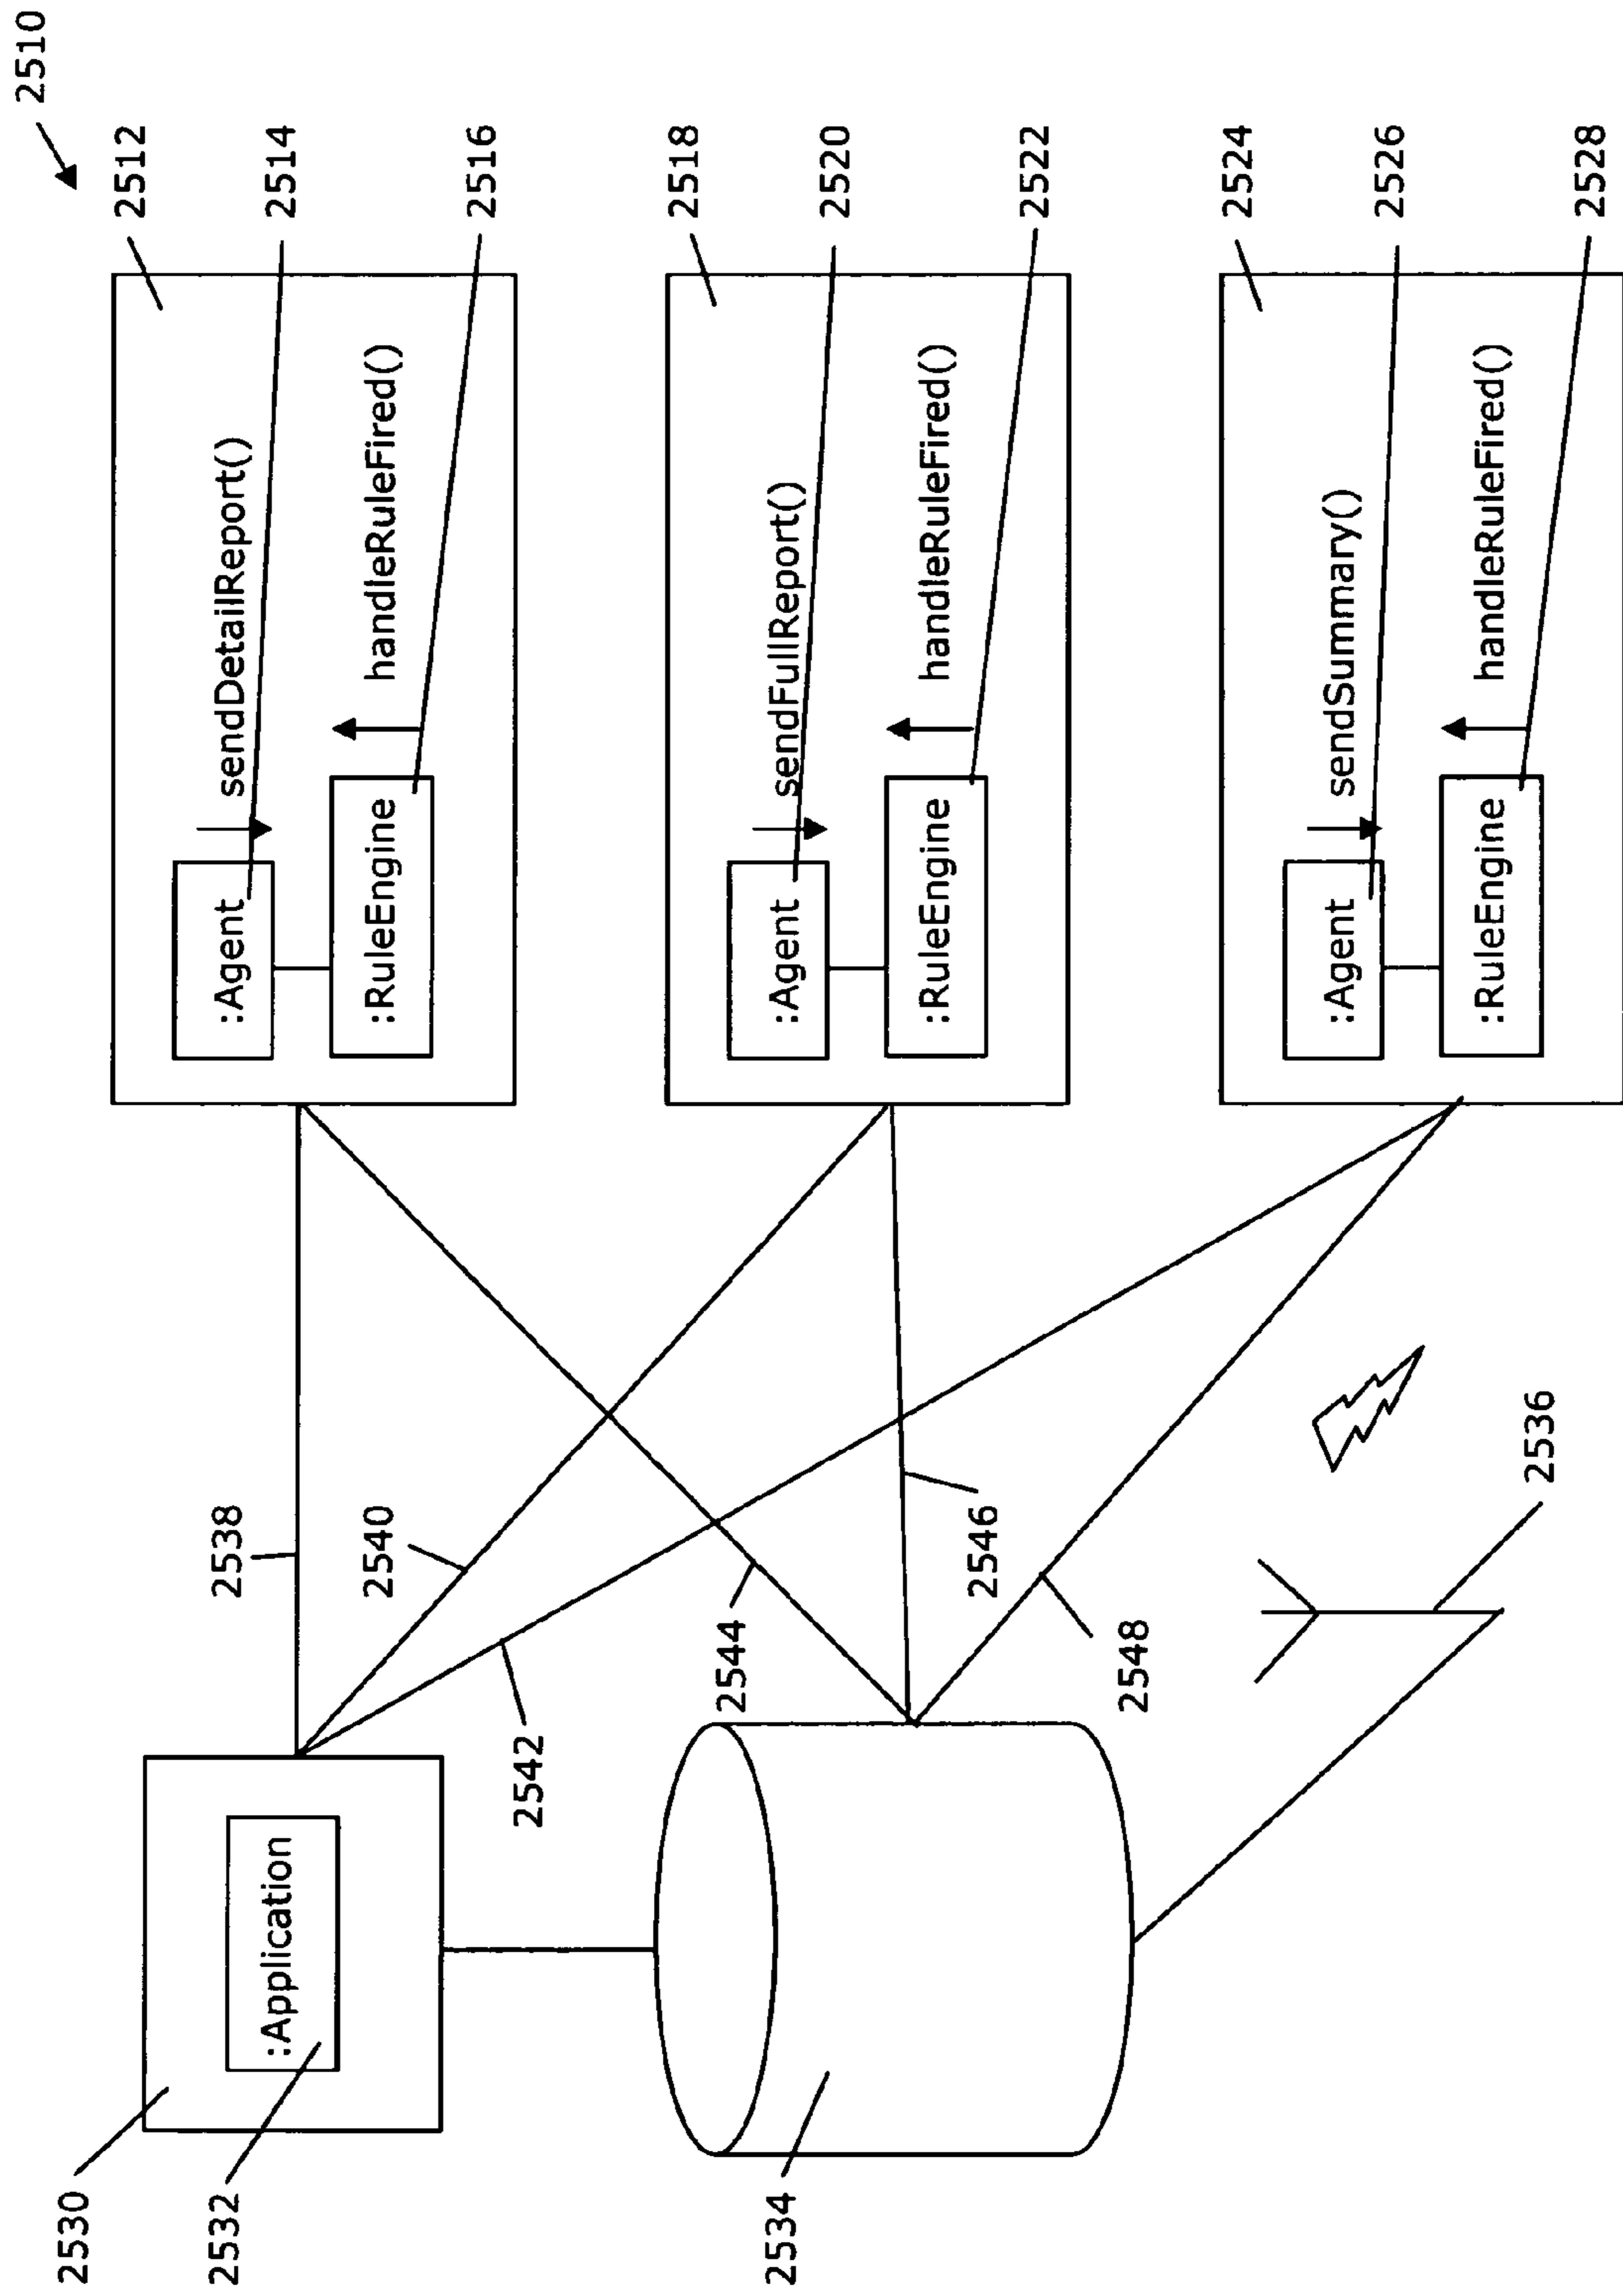 2510
2512
2514
2516
:Agent
sendDetailReport()
:RuleEngine
handleRuleFired()
2518
2520
2522
:Agent
sendFullReport()
:RuleEngine
handleRuleFired()
2524
2526
2528
:Agent
sendSummary()
:RuleEngine
handleRuleFired()
2530
2532
:Application
2534
2536
2538
2540
2542
2544
2546
2548